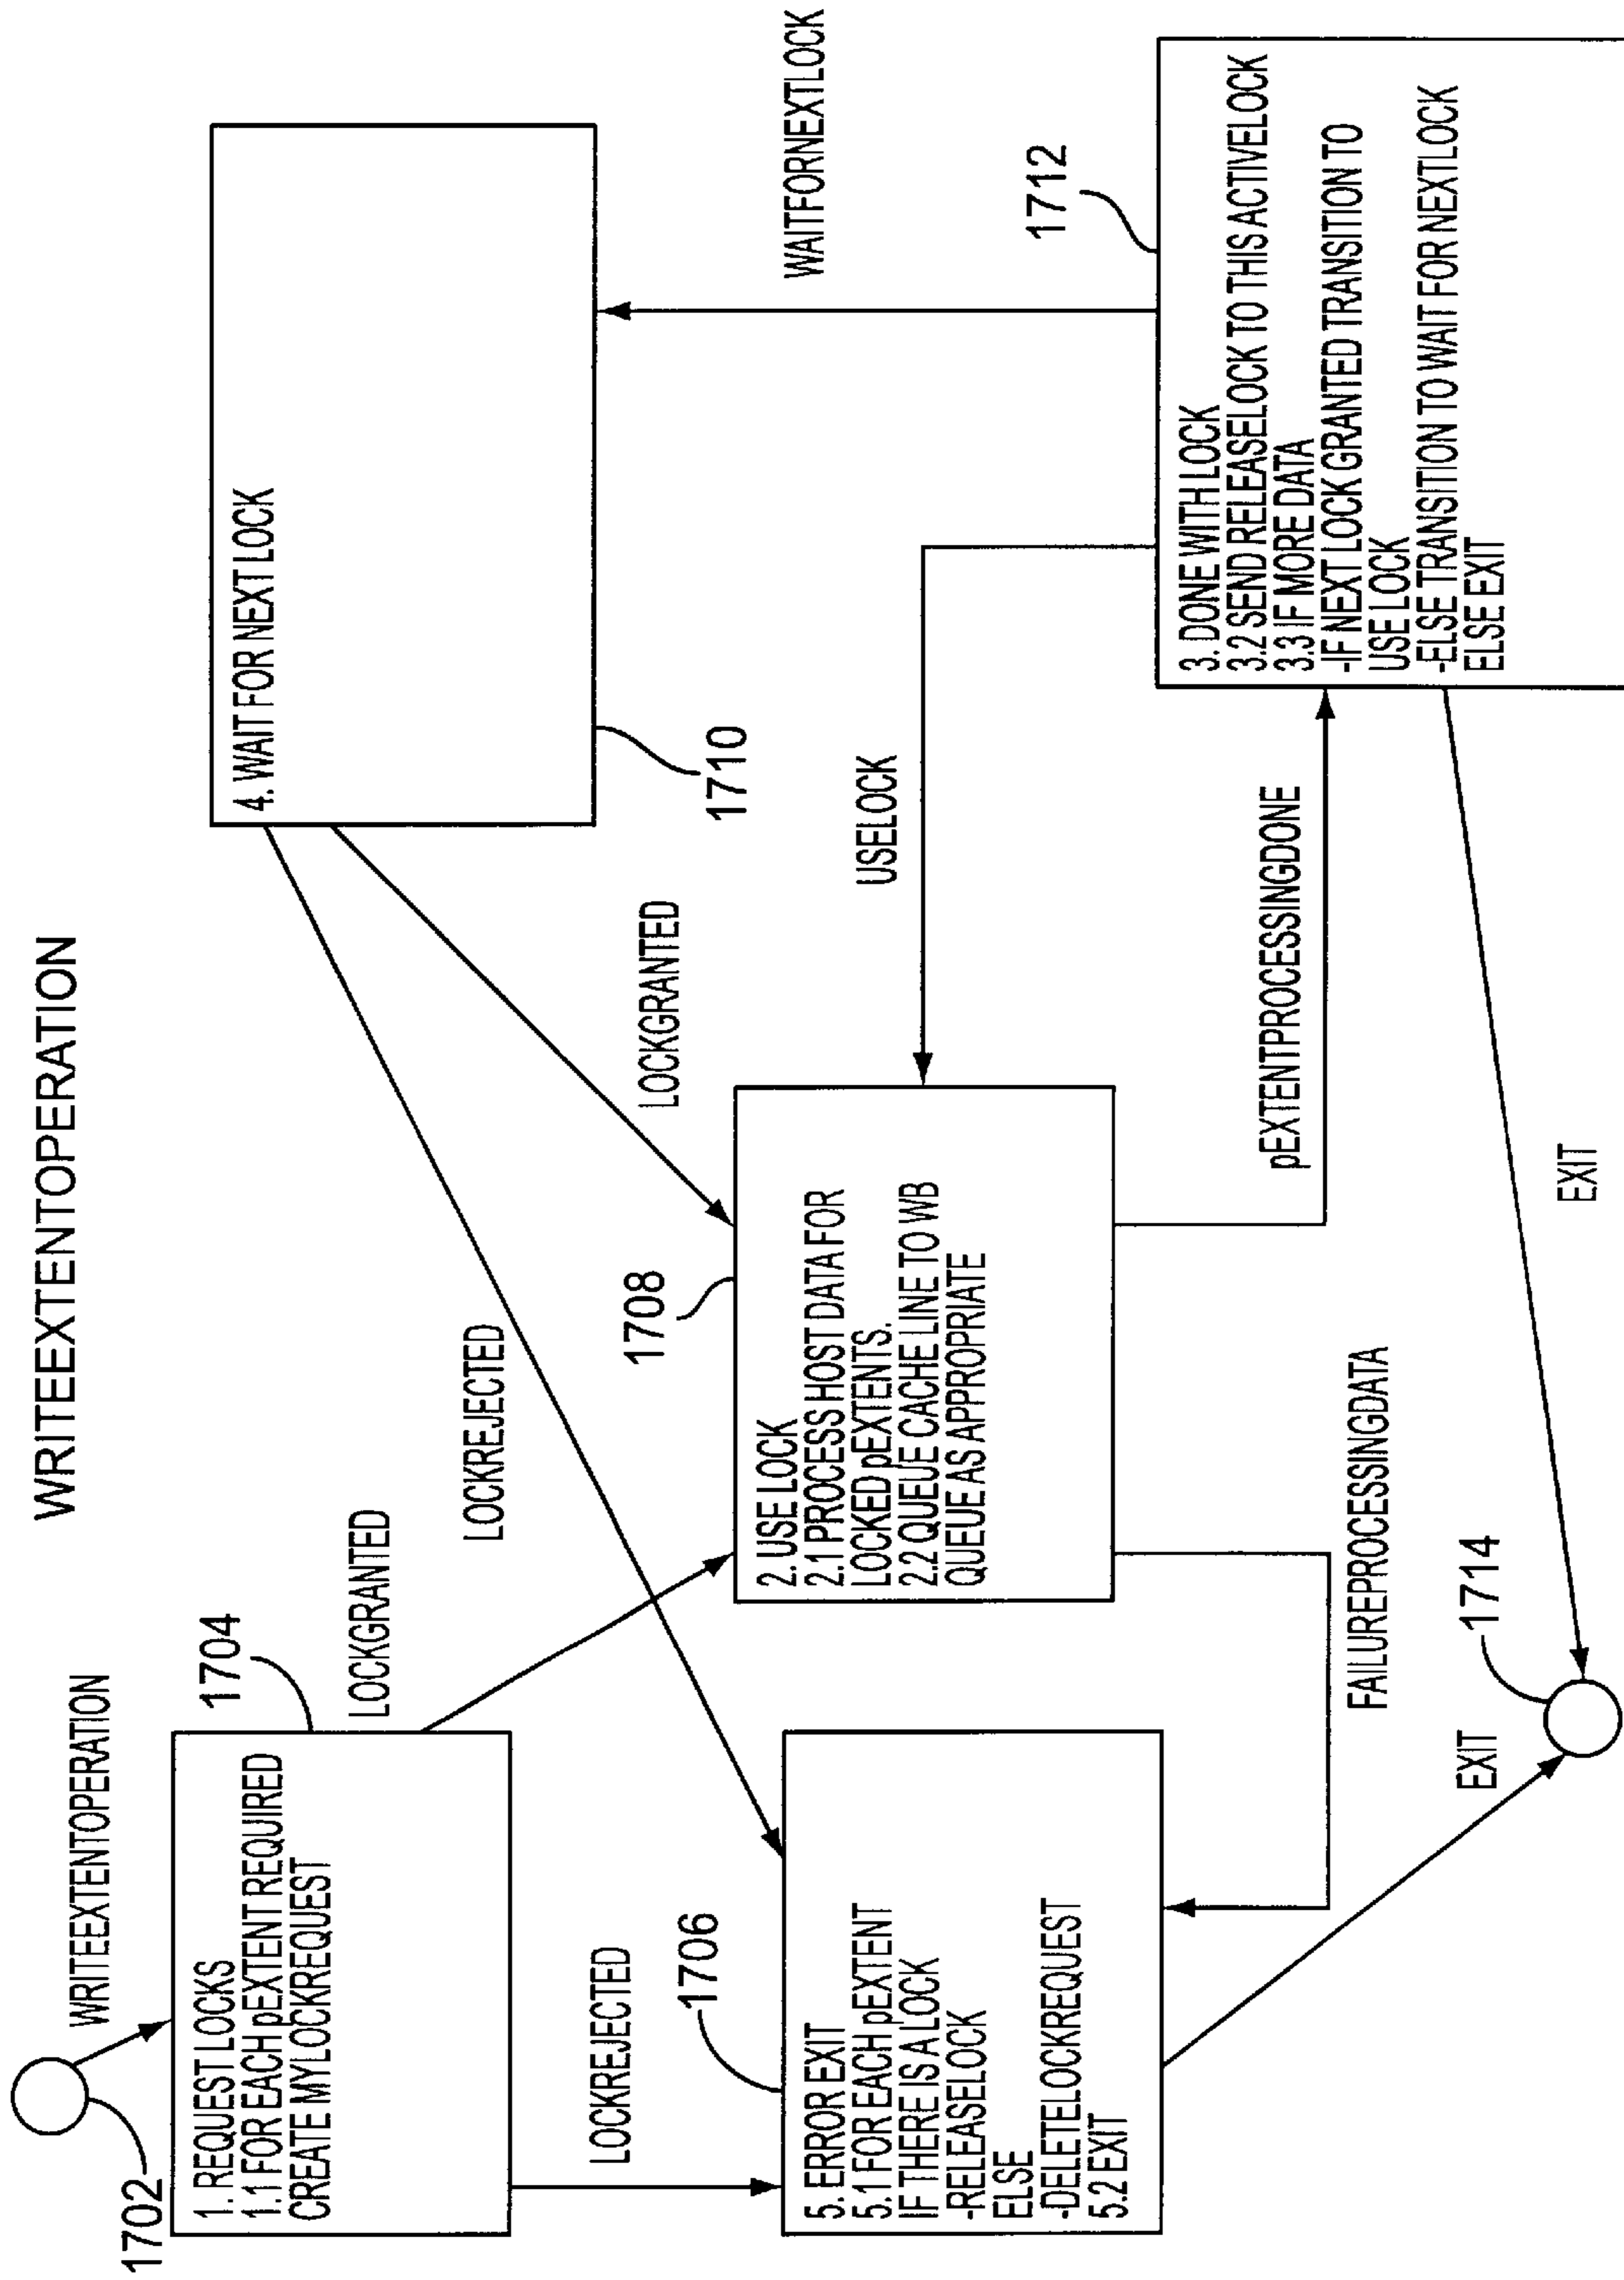 WRITEEXTENTOPERATION
1702
WRITEEXTENTOPERATION
1. REQUEST LOCKS
1.1 FOR EACH pEXTENT REQUIRED
CREATE MYLOCKREQUEST
1704
LOCKGRANTED
LOCKREJECTED
LOCKREJECTED
LOCKGRANTED
4. WAIT FOR NEXT LOCK
1710
WAITFORNEXTLOCK
1706
5. ERROR EXIT
5.1 FOR EACH pEXTENT
IF THERE IS A LOCK
-RELEASELOCK
ELSE
-DELETELOCKREQUEST
5.2 EXIT
1708
2. USE LOCK
2.1 PROCESS HOST DATA FOR
LOCKED pEXTENTS.
2.2 QUEUE CACHE LINE TO WB
QUEUE AS APPROPRIATE
USELOCK
1712
3. DONE WITH LOCK
3.2 SEND RELEASELOCK TO THIS ACTIVELOCK
3.3 IF MORE DATA
-IF NEXT LOCK GRANTED TRANSITION TO
USE LOCK
-ELSE TRANSITION TO WAIT FOR NEXTLOCK
ELSE EXIT
pEXTENTPROCESSINGDONE
FAILUREPROCESSINGDATA
EXIT
1714
EXIT